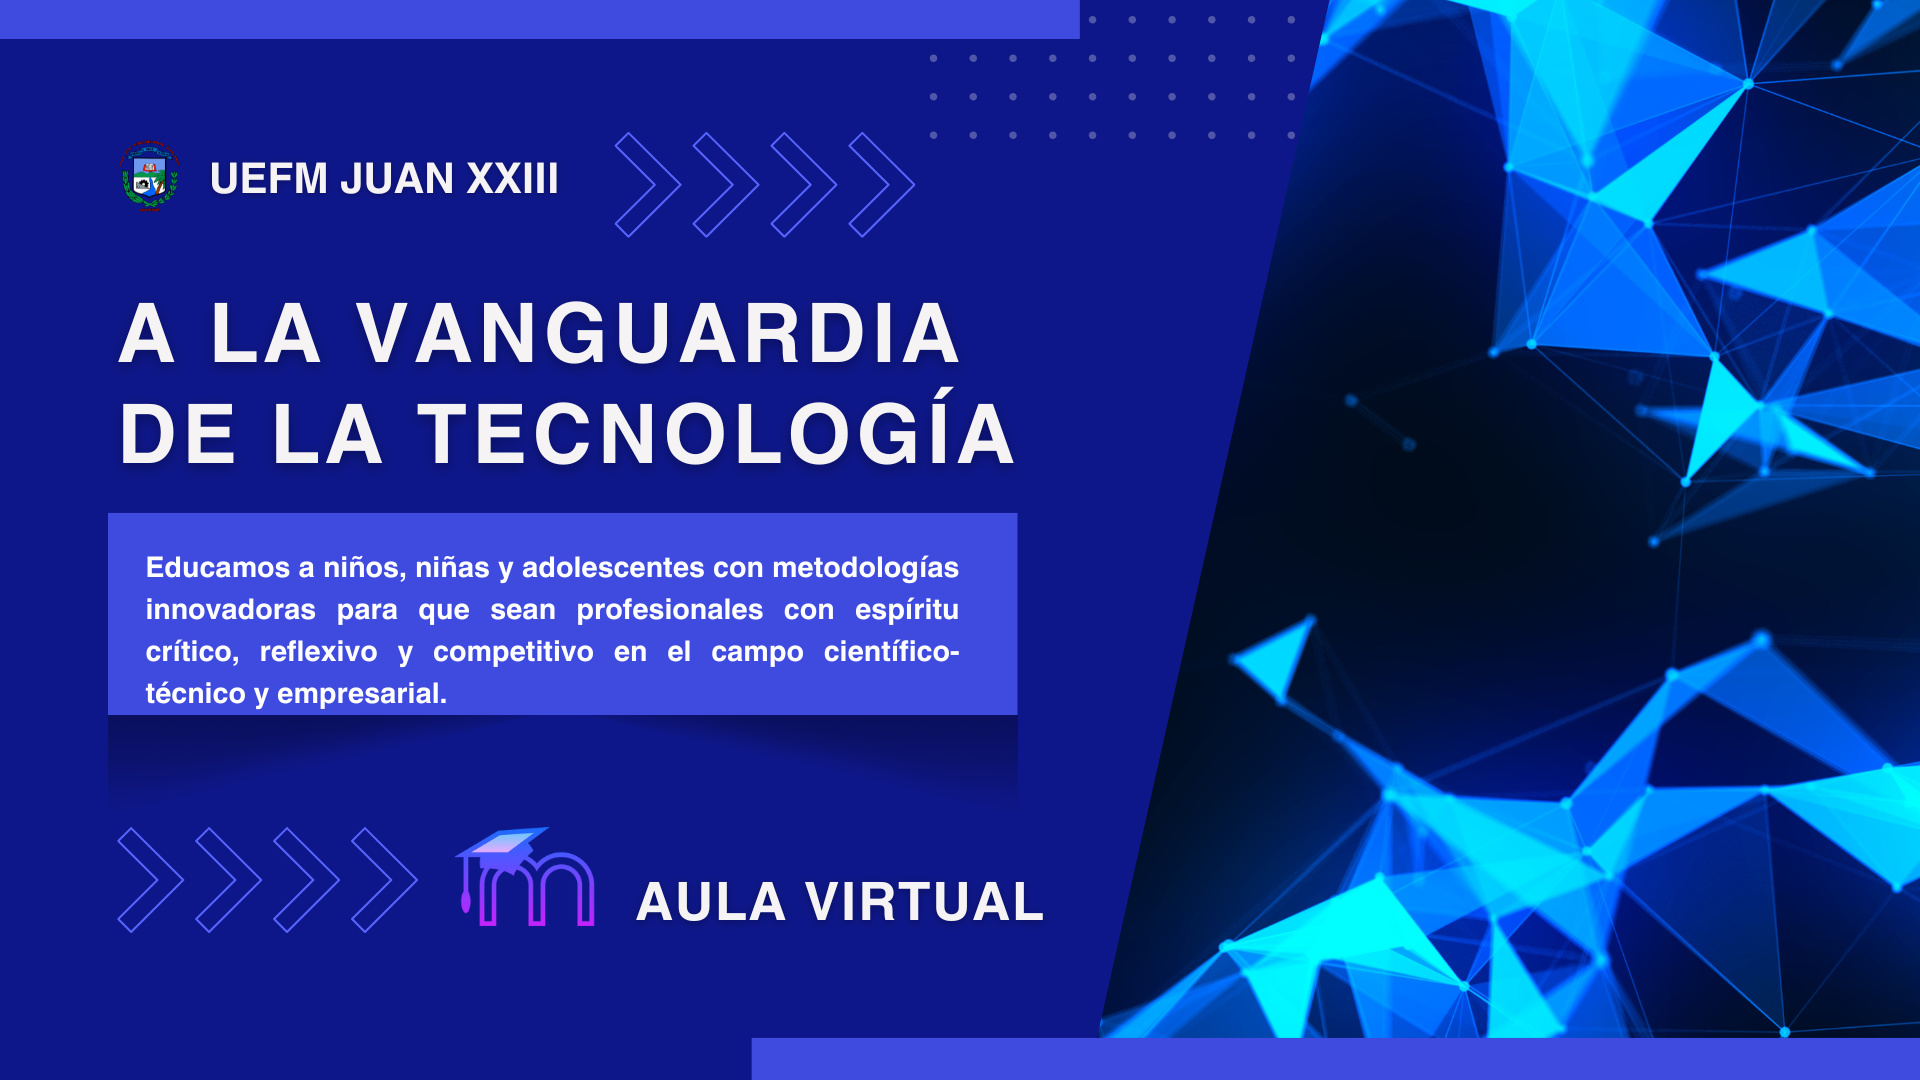 UEFM JUAN XXIII
A LA VANGUARDIA
DE LA TECNOLOGÍA
Educamos a niños, niñas y adolescentes con metodologías
innovadoras para que sean profesionales con espíritu
crítico, reflexivo y competitivo en el campo científico-
técnico y empresarial.
m
AULA VIRTUAL